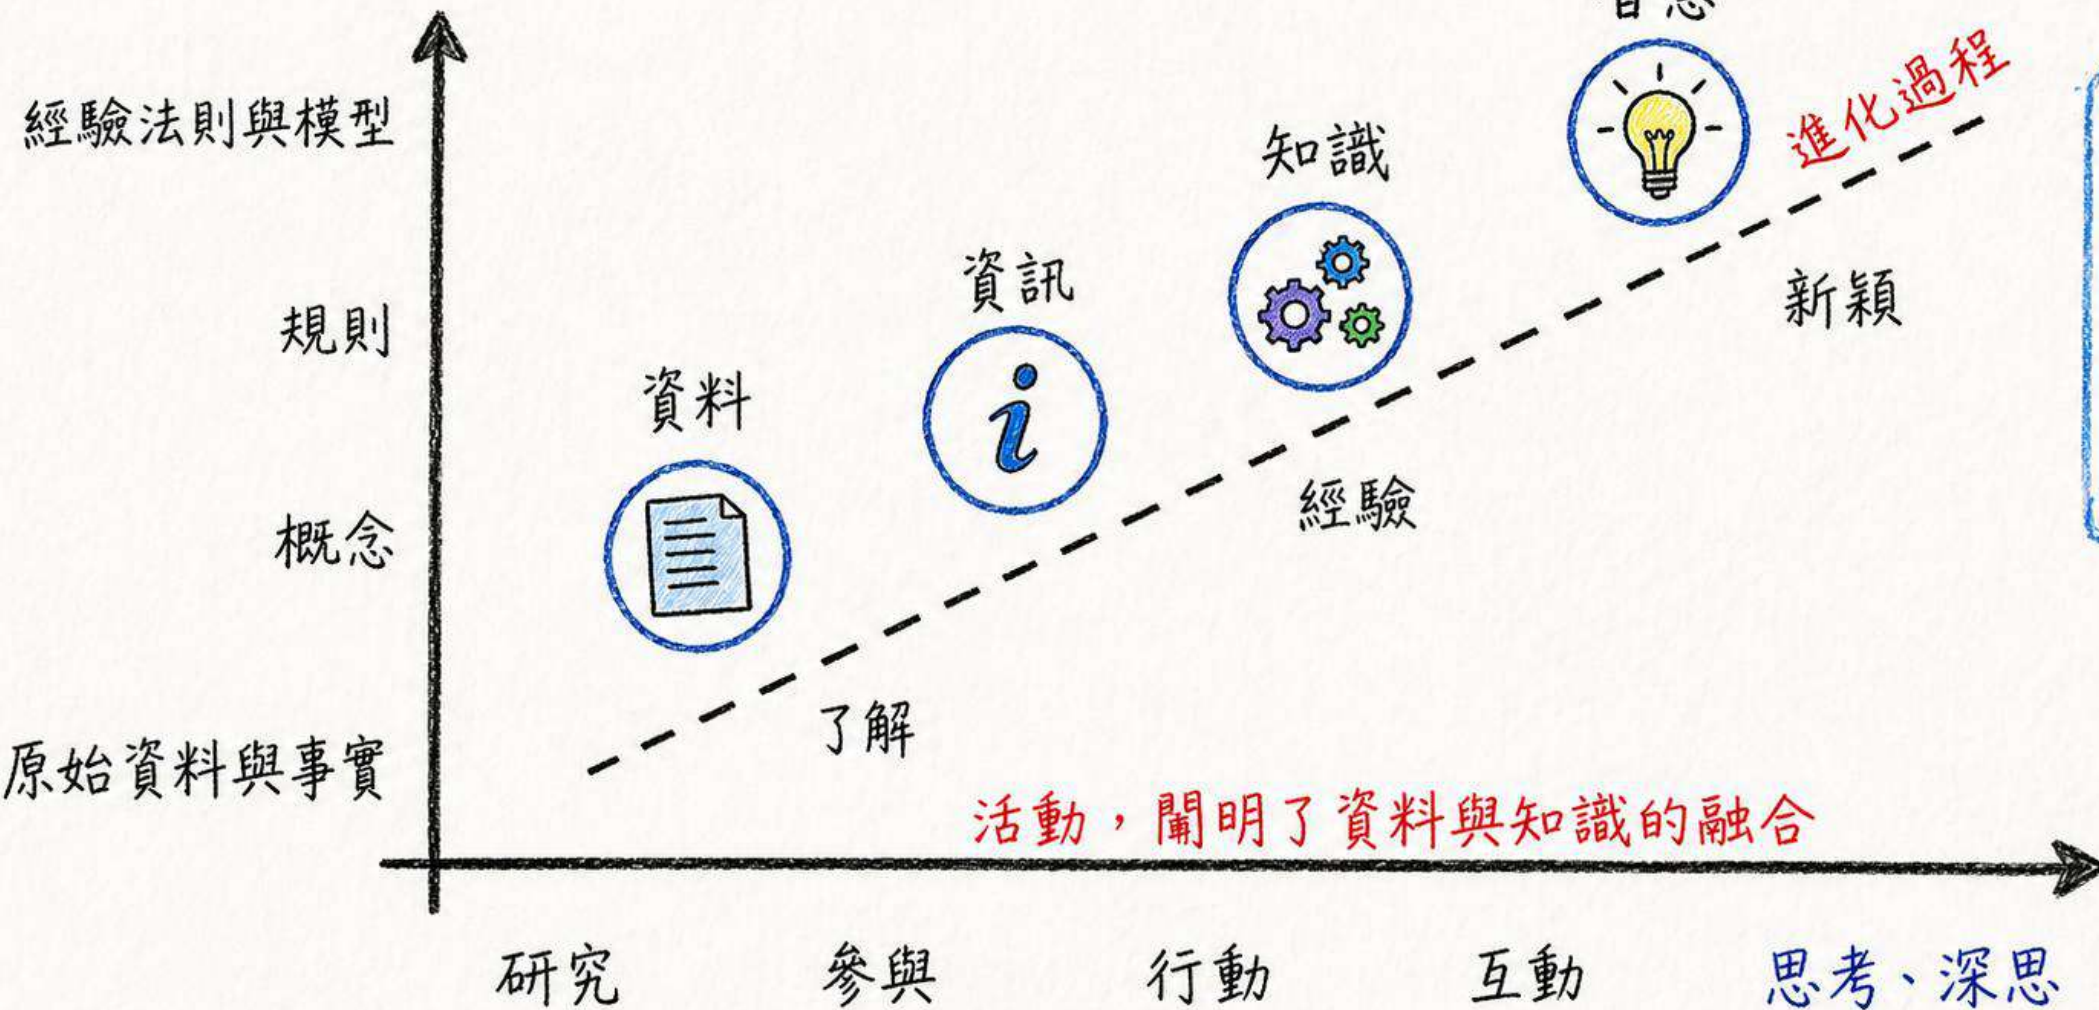 經驗法則與模型
進化過程
知識
資訊
新穎
規則
資料
經驗
概念
了解
原始資料與事實
活動，闡明了資料與知識的融合
研究
參與
行動
互動
思考、深思